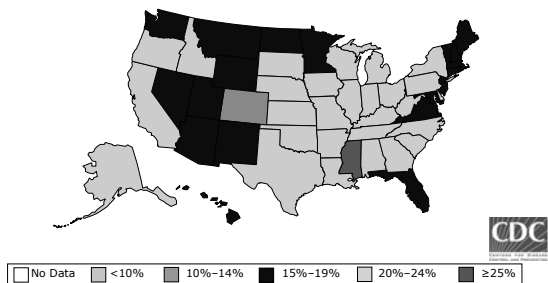 CDC
CENTERS FOR DISEASE
CONTROL AND PREVENTION
No Data <10% 10%–14% 15%–19% 20%–24% ≥25%